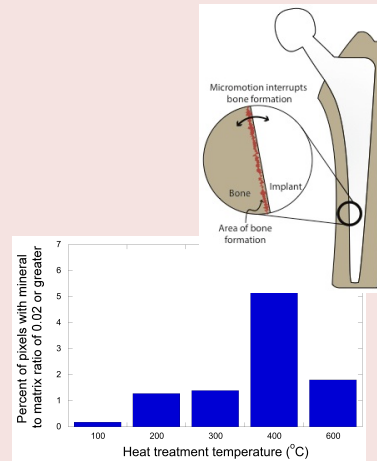 Micromotion interrupts
bone formation
Bone
Implant
Area of bone
formation
Percent of pixels with mineral
to matrix ratio of 0.02 or greater
7
6
5
4
3
2
1
0
100 200 300 400 600
Heat treatment temperature (°C)